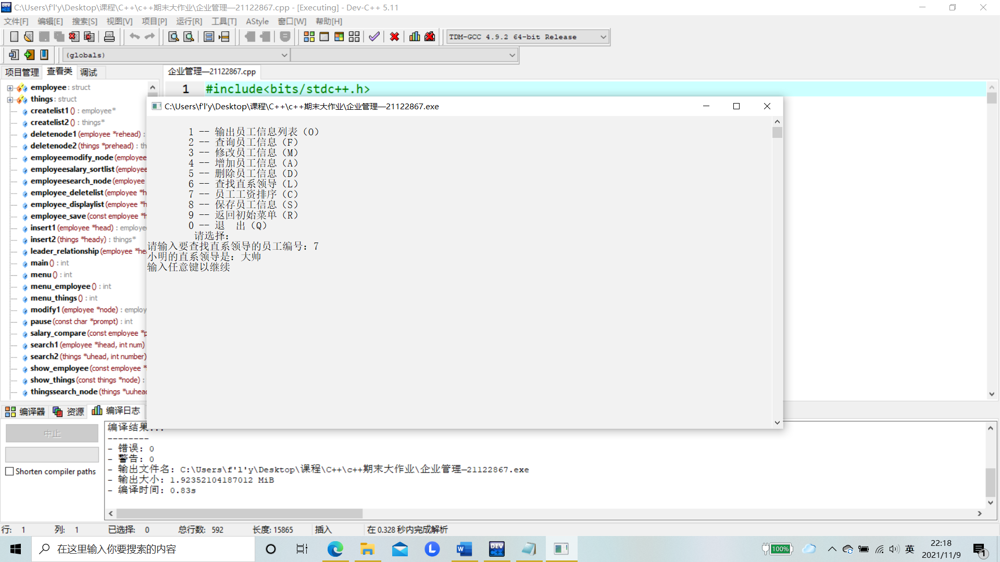 C:\Users\f'l'y\Desktop\课程\C++\c++期末大作业\企业管理—21122867.cpp - [Executing] - Dev-C++ 5.11
文件[F] 编辑[E] 搜索[S] 视图[V] 项目[P] 运行[R] 工具[T] AStyle 窗口[W] 帮助[H]
TDM-GCC 4.9.2 64-bit Release
(globals)
项目管理 查看类 调试
企业管理—21122867.cpp
employee : struct
things : struct
createlist1 () : employee*
createlist2 () : things*
deletenode1 (employee *rehead) :
deletenode2 (things *prehead) : th
employeemodify_node (employee
employeesalary_sortlist (employee
employeesearch_node (employee
employee_deletelist (employee *h
employee_displaylist (employee *h
employee_save (const employee *h
insert1 (employee *head) : employe
insert2 (things *heady) : things*
leader_relationship (employee *he
main () : int
menu () : int
menu_employee () : int
menu_things () : int
modify1 (employee *node) : employ
pause (const char *prompt) : int
salary_compare (const employee *p
search1 (employee *ihead, int num)
search2 (things *uhead, int number)
show_employee (const employee *
show_things (const things *node) :
thingssearch_node (things *uuhead
1 #include<bits/stdc++.h>
C:\Users\f'l'y\Desktop\课程\C++\c++期末大作业\企业管理—21122867.exe
1 -- 输出员工信息列表（O）
2 -- 查询员工信息（F）
3 -- 修改员工信息（M）
4 -- 增加员工信息（A）
5 -- 删除员工信息（D）
6 -- 查找直系领导（L）
7 -- 员工工资排序（C）
8 -- 保存员工信息（S）
9 -- 返回初始菜单（R）
0 -- 退　出（Q）
请选择：
请输入要查找直系领导的员工编号：7
小明的直系领导是：大帅
输入任意键以继续
编译器 资源 编译日志
中止
Shorten compiler paths
编译结果...
--------
- 错误: 0
- 警告: 0
- 输出文件名: C:\Users\f'l'y\Desktop\课程\C++\c++期末大作业\企业管理—21122867.exe
- 输出大小: 1.92352104187012 MiB
- 编译时间: 0.83s
行: 1 列: 1 已选择: 0 总行数: 592 长度: 15865 插入 在 0.328 秒内完成解析
在这里输入你要搜索的内容
DEV C++
100%
英
22:18
2021/11/9
1